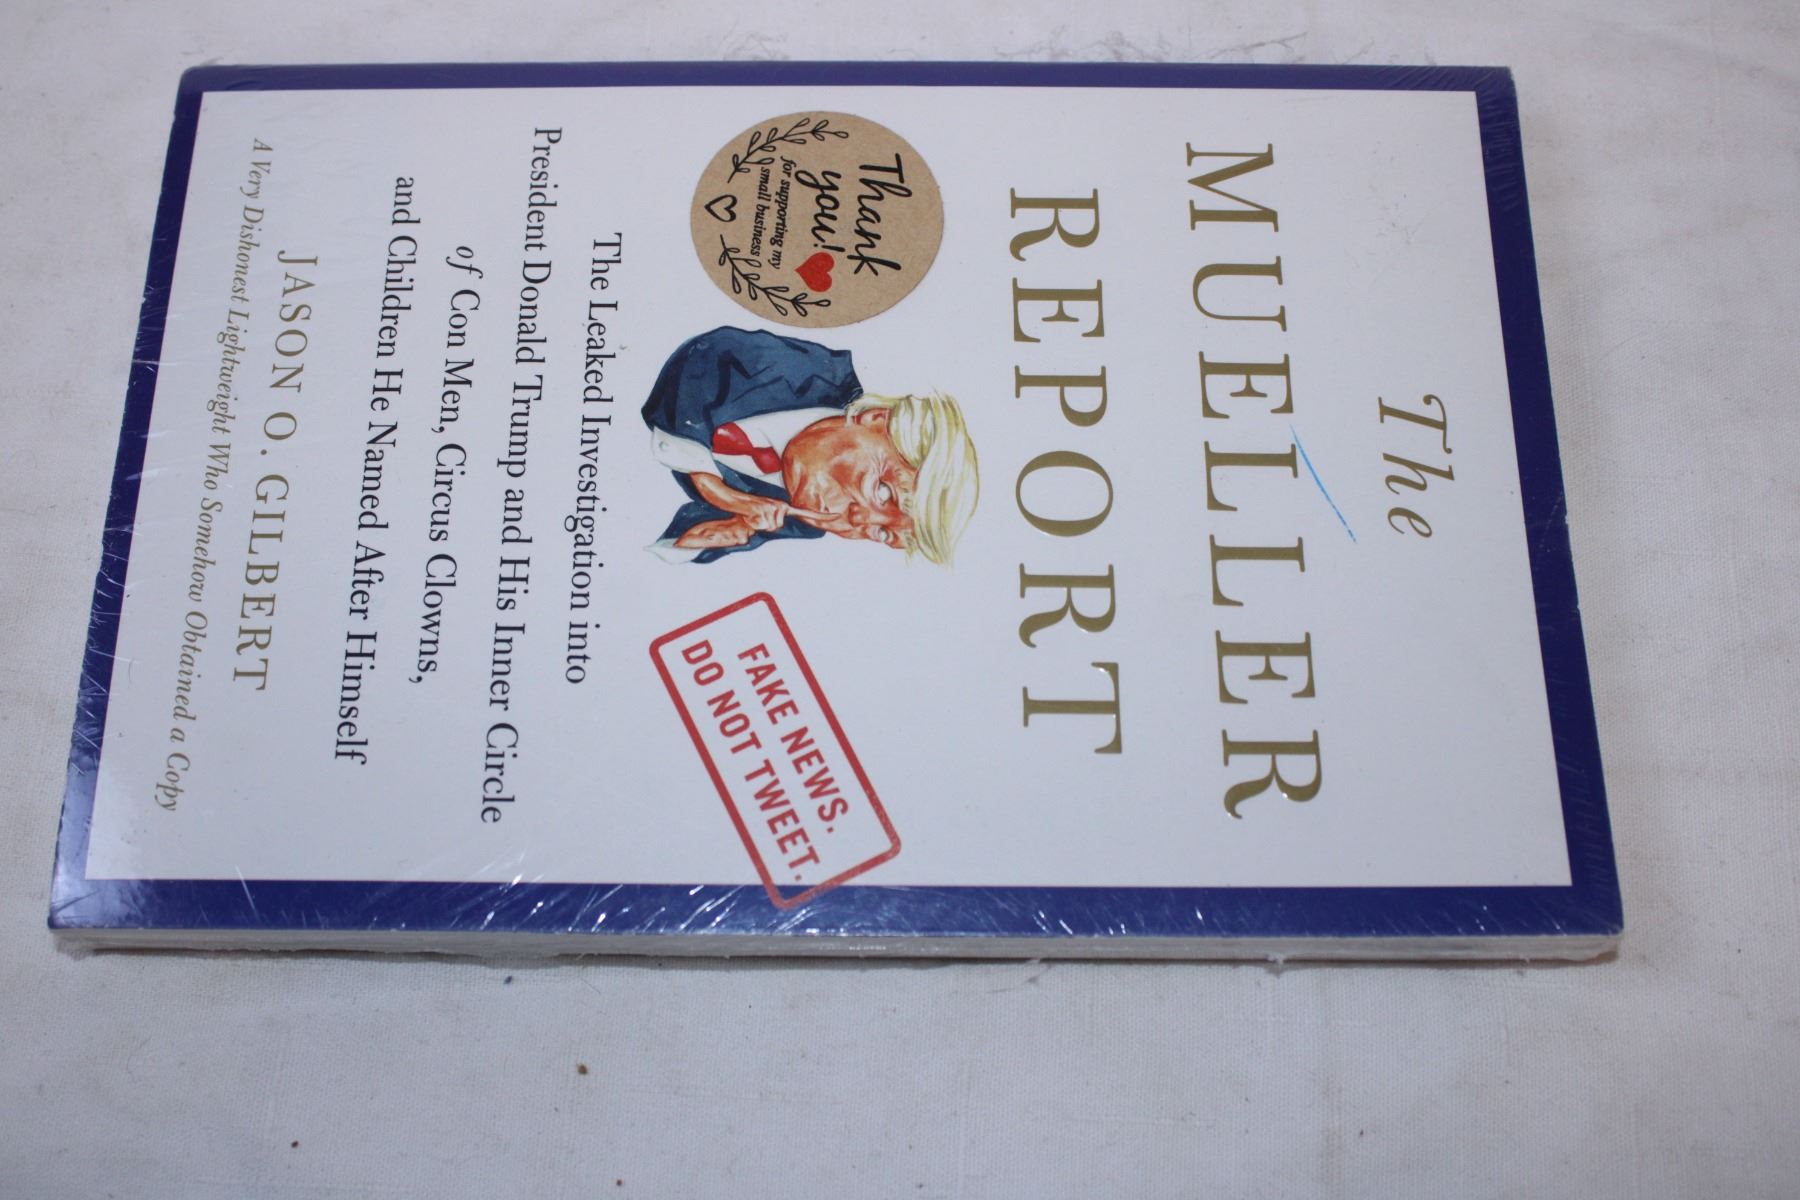 The
MUELLER
REPORT
Thank
you!
for supporting my
small business
FAKE NEWS.
DO NOT TWEET.
The Leaked Investigation into
President Donald Trump and His Inner Circle
of Con Men, Circus Clowns,
and Children He Named After Himself
JASON O. GILBERT
A Very Dishonest Lightweight Who Somehow Obtained a Copy